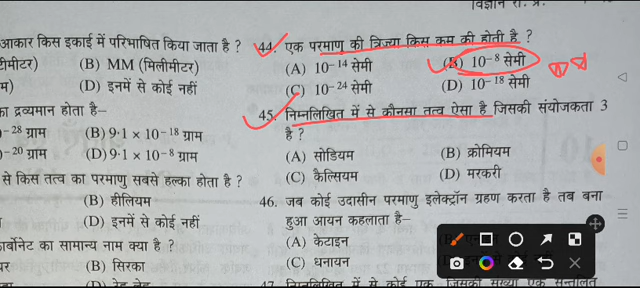 विज्ञान रा. प्र.
आकार किस इकाई में परिभाषित किया जाता है ?
टीमीटर) (B) MM (मिलीमीटर)
म) (D) इनमें से कोई नहीं
का द्रव्यमान होता है–
-28 ग्राम (B) 9·1 × 10-18 ग्राम
-20 ग्राम (D) 9·1 × 10-8 ग्राम
से किस तत्व का परमाणु सबसे हल्का होता है ?
(B) हीलियम
(D) इनमें से कोई नहीं
कार्बोनेट का सामान्य नाम क्या है ?
(B) सिरका
44. एक परमाणु की त्रिज्या किस क्रम की होती है ?
(A) 10-14 सेमी (B) 10-8 सेमी
(C) 10-24 सेमी (D) 10-18 सेमी
45. निम्नलिखित में से कौनसा तत्व ऐसा है जिसकी संयोजकता 3
है ?
(A) सोडियम (B) क्रोमियम
(C) कैल्सियम (D) मरकरी
46. जब कोई उदासीन परमाणु इलेक्ट्रॉन ग्रहण करता है तब बना
हुआ आयन कहलाता है–
(A) केटाइन
(C) धनायन